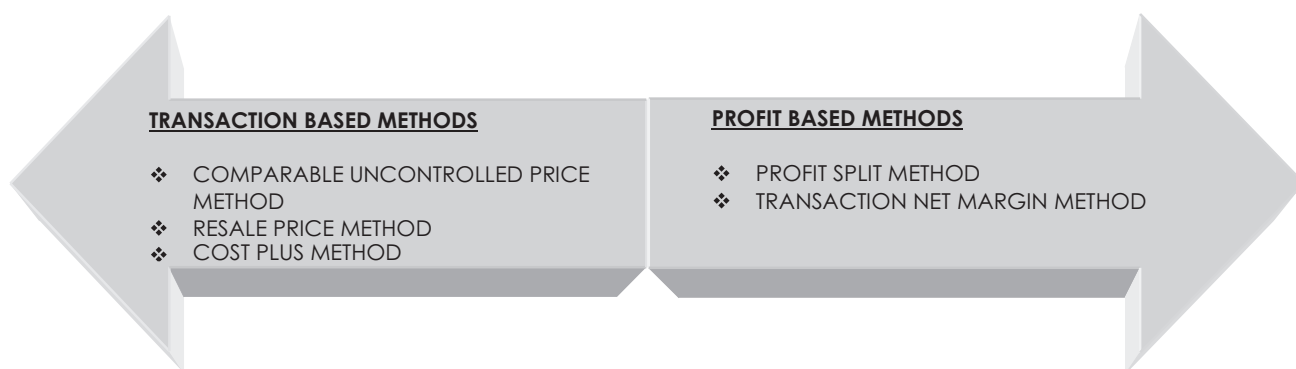 TRANSACTION BASED METHODS
❖ COMPARABLE UNCONTROLLED PRICE
METHOD
❖ RESALE PRICE METHOD
❖ COST PLUS METHOD
PROFIT BASED METHODS
❖ PROFIT SPLIT METHOD
❖ TRANSACTION NET MARGIN METHOD